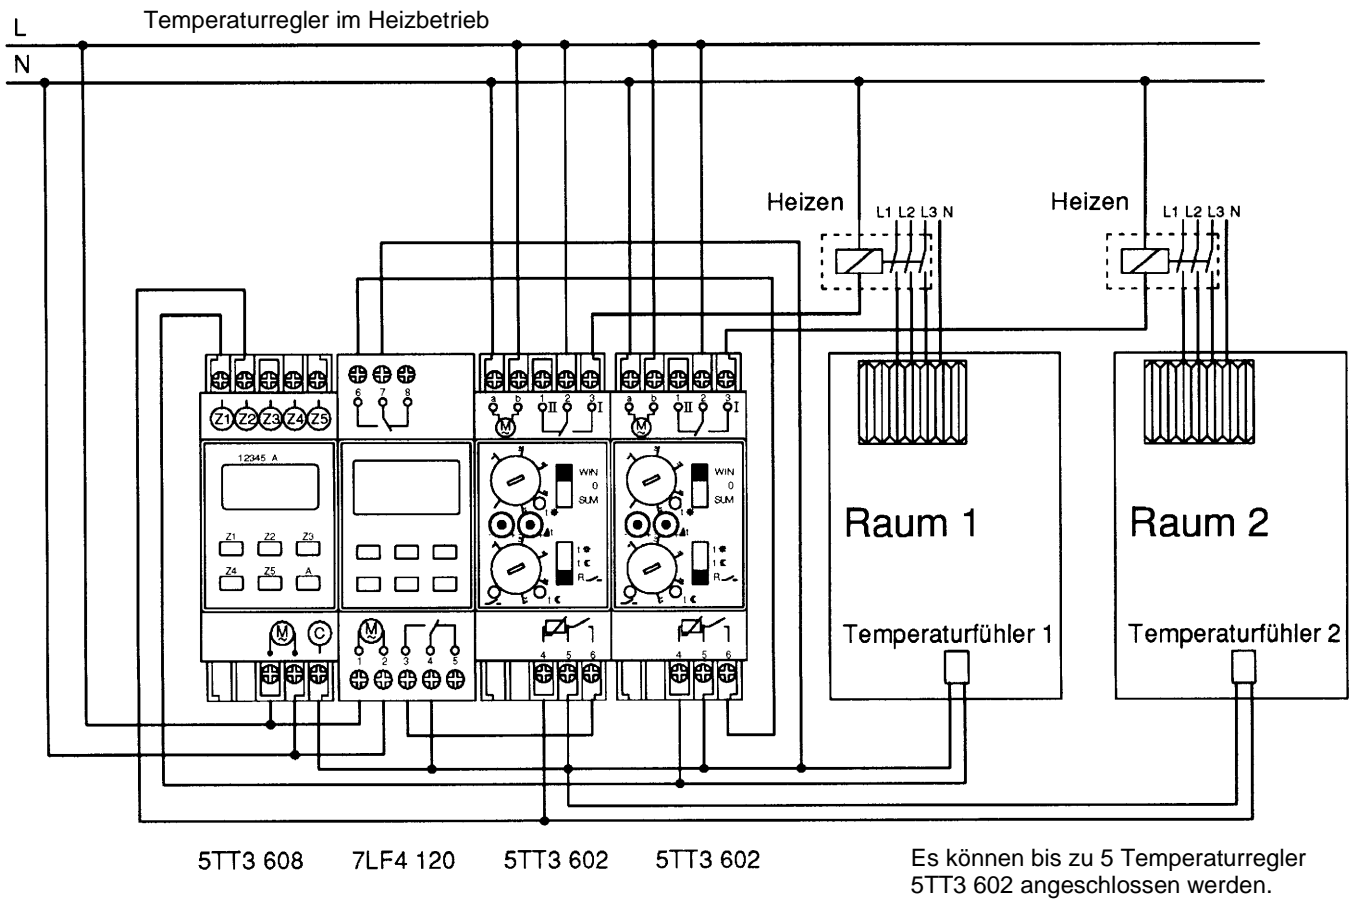 Temperaturregler im Heizbetrieb
L
N
Heizen
L1 L2 L3 N
Heizen
L1 L2 L3 N
6 7 8
Z1 Z2 Z3 Z4 Z5
a b 1 II 2 3 I
M
a b 1 II 2 3 I
M
12345 A
WIN
0
SUM
WIN
0
SUM
Z1 Z2 Z3
Z4 Z5 A
Δt
Δt
t
t
R
t
t
R
Raum 1
Raum 2
M C
M
1 2 3 4 5
4 5 6
4 5 6
Temperaturfühler 1
Temperaturfühler 2
5TT3 608
7LF4 120
5TT3 602
5TT3 602
Es können bis zu 5 Temperaturregler
5TT3 602 angeschlossen werden.